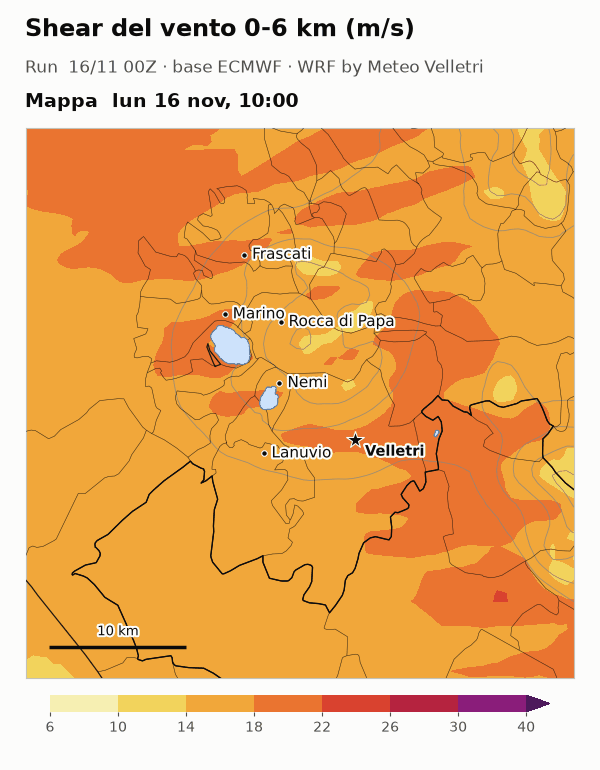 Shear del vento 0-6 km (m/s)
Run 16/11 00Z · base ECMWF · WRF by Meteo Velletri
Mappa lun 16 nov, 10:00
Frascati
Marino
Rocca di Papa
Nemi
Velletri
Lanuvio
10 km
6 10 14 18 22 26 30 40